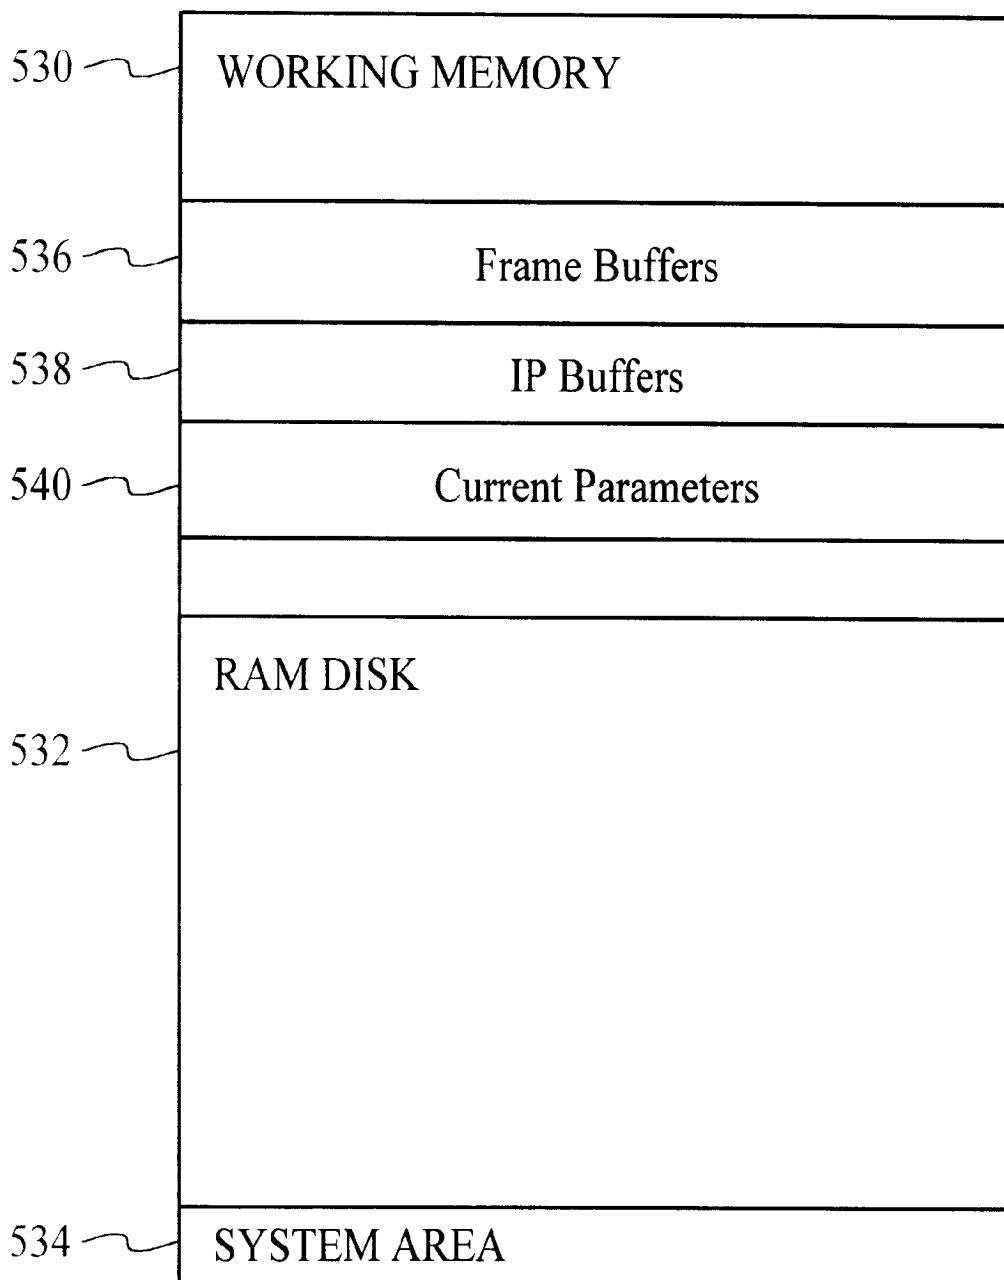 530 WORKING MEMORY
536 Frame Buffers
538 IP Buffers
540 Current Parameters
RAM DISK
532
534 SYSTEM AREA